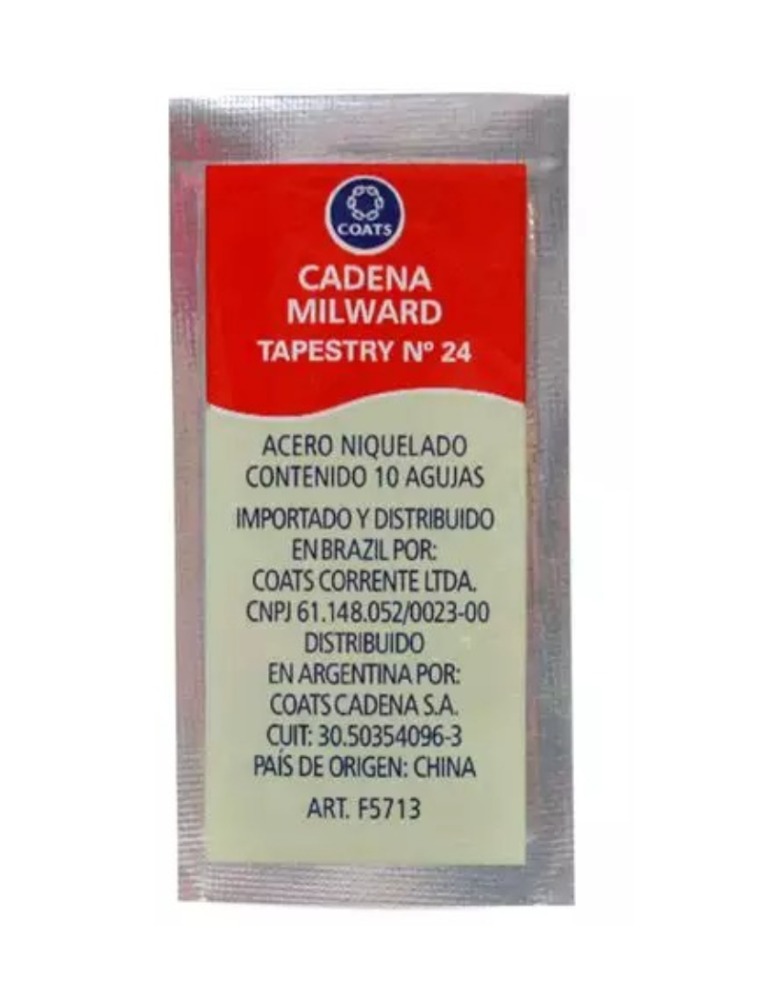 COATS
CADENA
MILWARD
TAPESTRY Nº 24
ACERO NIQUELADO
CONTENIDO 10 AGUJAS
IMPORTADO Y DISTRIBUIDO
EN BRAZIL POR:
COATS CORRENTE LTDA.
CNPJ 61.148.052/0023-00
DISTRIBUIDO
EN ARGENTINA POR:
COATS CADENA S.A.
CUIT: 30.50354096-3
PAÍS DE ORIGEN: CHINA
ART. F5713